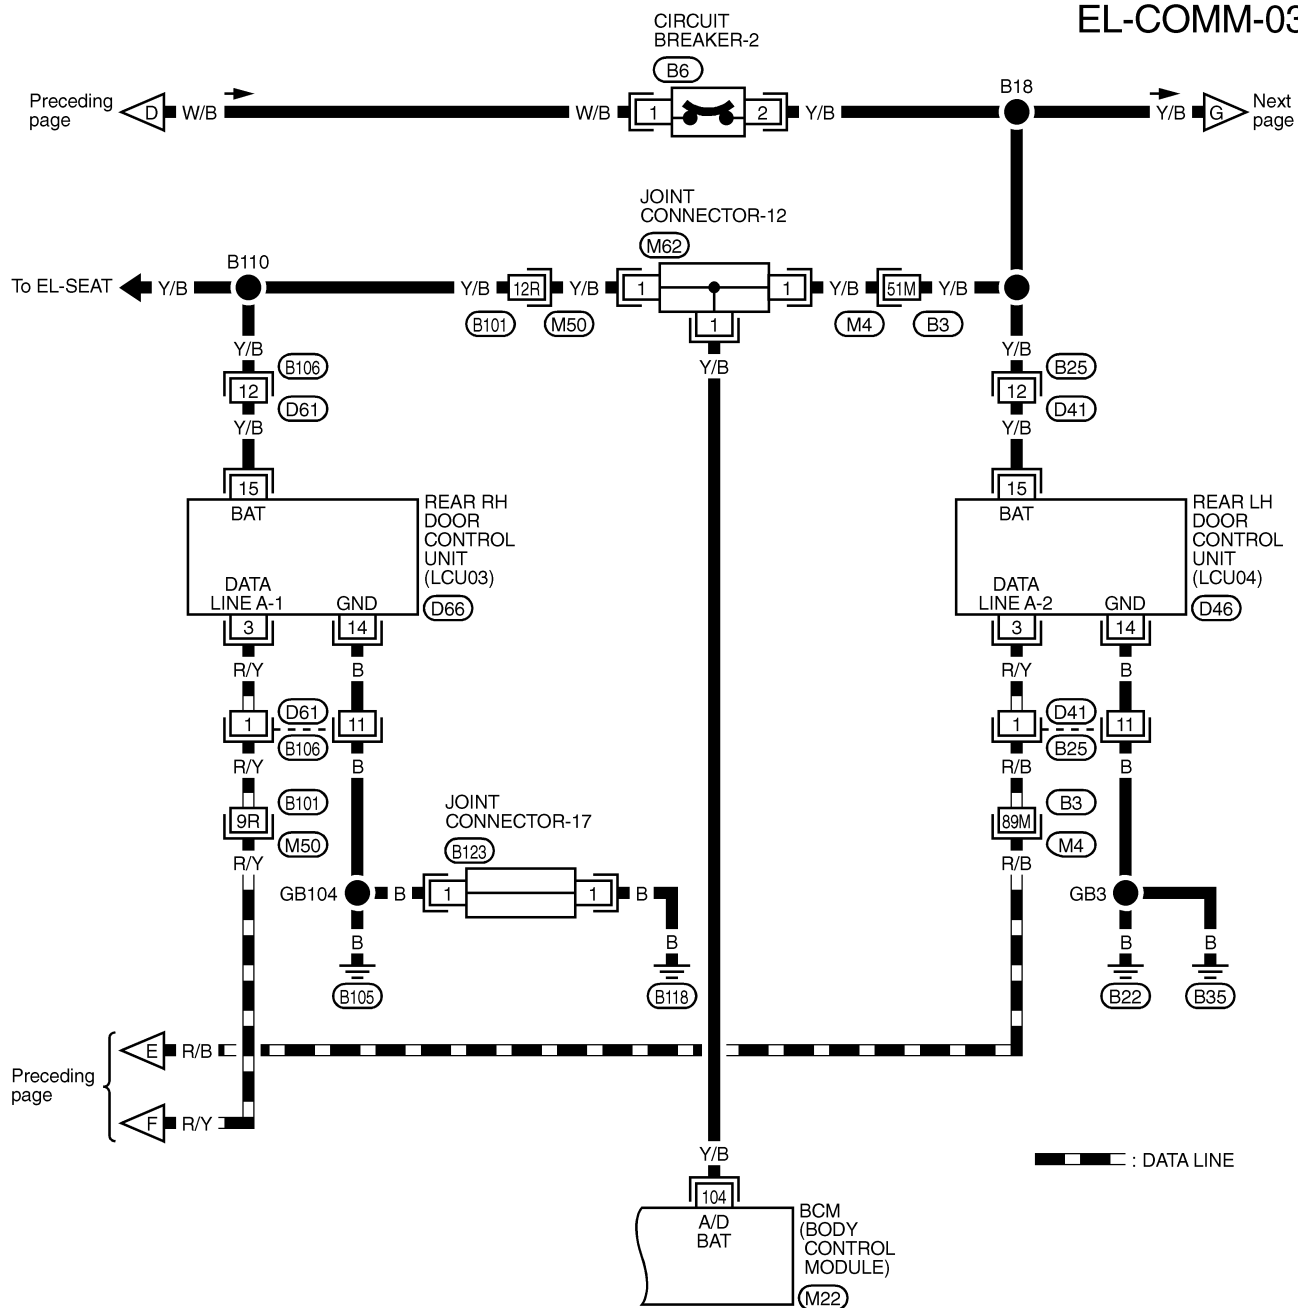 EL-COMM-03
CIRCUIT
BREAKER-2
B6
B18
Preceding
page
D
W/B
W/B
1
2
Y/B
Y/B
G
Next
page
JOINT
CONNECTOR-12
M62
B110
To EL-SEAT
Y/B
Y/B
12R
Y/B
1
1
Y/B
51M
Y/B
B101
M50
1
M4
B3
Y/B
Y/B
Y/B
B106
B25
12
12
D61
D41
Y/B
Y/B
15
15
BAT
BAT
REAR RH
DOOR
CONTROL
UNIT
(LCU03)
D66
REAR LH
DOOR
CONTROL
UNIT
(LCU04)
D46
DATA
LINE A-1
GND
DATA
LINE A-2
GND
3
14
3
14
R/Y
B
R/Y
B
D61
D41
1
11
1
11
B106
B25
R/Y
B
R/B
B
B101
B3
9R
89M
M50
M4
R/Y
R/B
JOINT
CONNECTOR-17
B123
GB104
B
1
1
B
GB3
B
B
B
B
B105
B118
B22
B35
Preceding
page
E
R/B
F
R/Y
Y/B
: DATA LINE
104
A/D
BAT
BCM
(BODY
CONTROL
MODULE)
M22